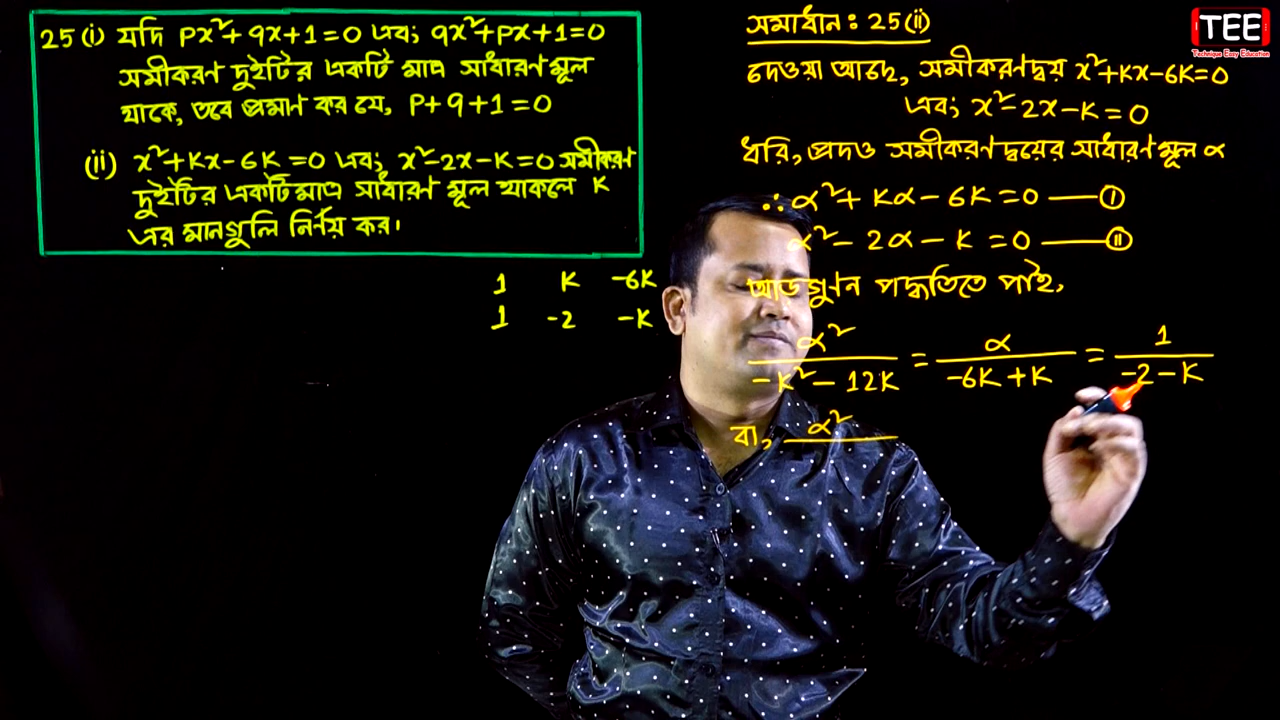 25 (i) যদি px²+qx+1=0 এবং qx²+px+1=0
সমীকরণ দুইটির একটি মাত্র সাধারণ মূল
থাকে, তবে প্রমাণ কর যে, p+q+1=0
(ii) x²+Kx-6K=0 এবং x²-2x-K=0 সমীকরণ
দুইটির একটিমাত্র সাধারণ মূল থাকলে K
এর মানগুলি নির্ণয় কর।
1 K -6K
1 -2 -K
TEE
Technique Easy Education
সমাধান : 25(ii)
দেওয়া আছে, সমীকরণদ্বয় x²+Kx-6K=0
এবং x²-2x-K=0
ধরি, প্রদত্ত সমীকরণদ্বয়ের সাধারণ মূল α
∴ α²+Kα-6K=0 — (I)
α²-2α-K=0 — (II)
আড়গুণন পদ্ধতিতে পাই,
α²/(-K²-12K) = α/(-6K+K) = 1/(-2-K)
বা, α²